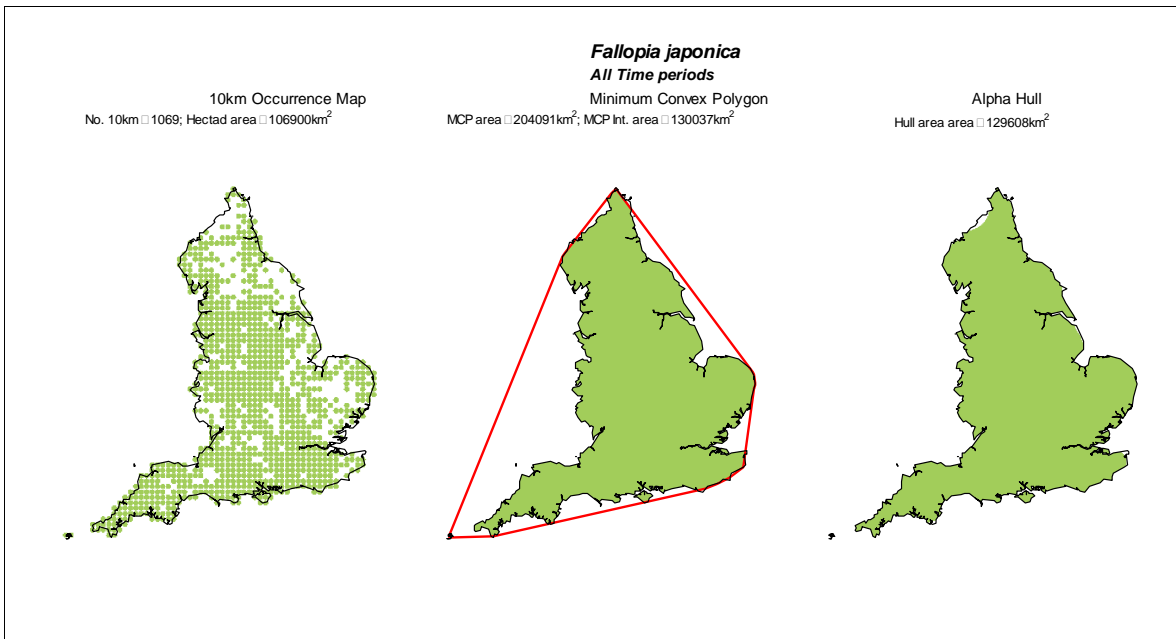 Fallopia japonica
All Time periods
10km Occurrence Map
No. 10km □ 1069; Hectad area □ 106900km²
Minimum Convex Polygon
MCP area □ 204091km²; MCP Int. area □ 130037km²
Alpha Hull
Hull area area □ 129608km²